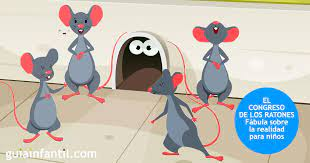 EL CONGRESO
DE LOS RATONES
Fábula sobre
la realidad
para niños
guiainfantil.com